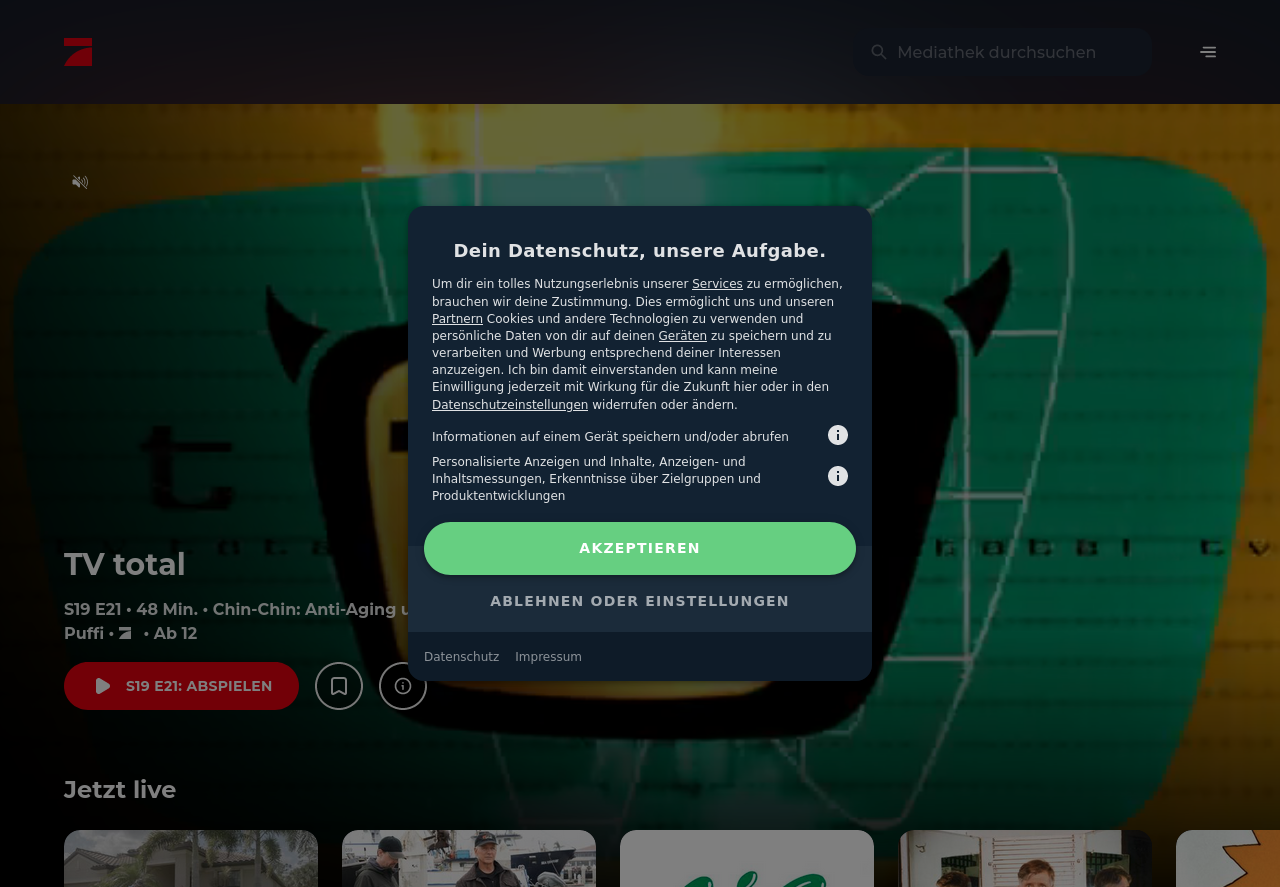 Mediathek durchsuchen
Dein Datenschutz, unsere Aufgabe.
Um dir ein tolles Nutzungserlebnis unserer Services zu ermöglichen,
brauchen wir deine Zustimmung. Dies ermöglicht uns und unseren
Partnern Cookies und andere Technologien zu verwenden und
persönliche Daten von dir auf deinen Geräten zu speichern und zu
verarbeiten und Werbung entsprechend deiner Interessen
anzuzeigen. Ich bin damit einverstanden und kann meine
Einwilligung jederzeit mit Wirkung für die Zukunft hier oder in den
Datenschutzeinstellungen widerrufen oder ändern.
Informationen auf einem Gerät speichern und/oder abrufen
Personalisierte Anzeigen und Inhalte, Anzeigen- und
Inhaltsmessungen, Erkenntnisse über Zielgruppen und
Produktentwicklungen
AKZEPTIEREN
ABLEHNEN ODER EINSTELLUNGEN
Datenschutz Impressum
TV total
S19 E21 • 48 Min. • Chin-Chin: Anti-Aging
Puffi • • Ab 12
S19 E21: ABSPIELEN
Jetzt live